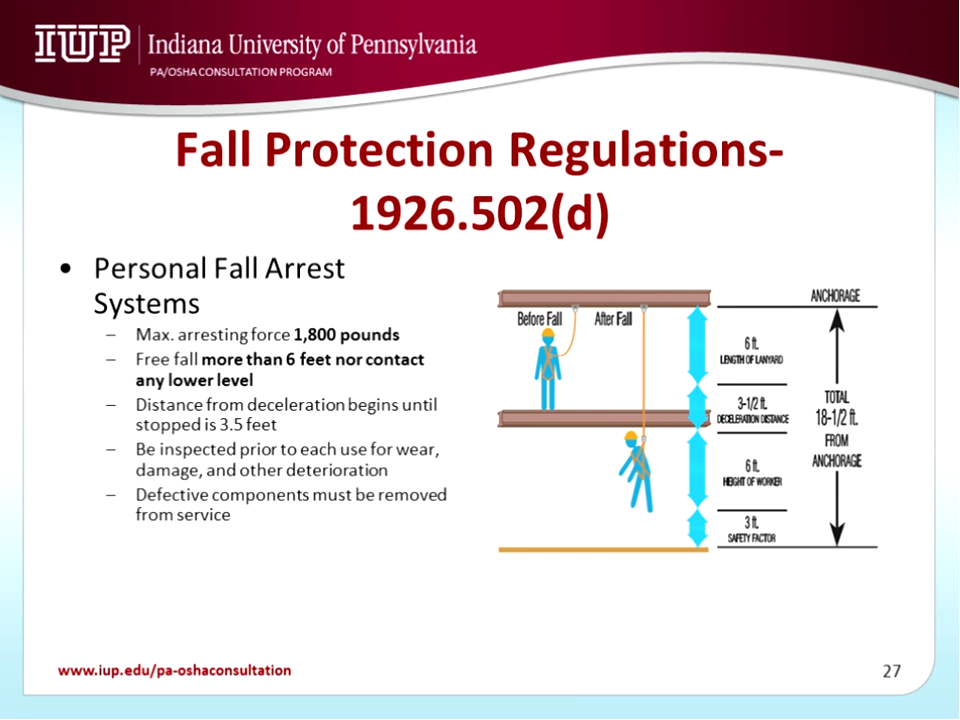 IUP
Indiana University of Pennsylvania
PA/OSHA CONSULTATION PROGRAM
Fall Protection Regulations-
1926.502(d)
• Personal Fall Arrest
Systems
– Max. arresting force 1,800 pounds
– Free fall more than 6 feet nor contact
any lower level
– Distance from deceleration begins until
stopped is 3.5 feet
– Be inspected prior to each use for wear,
damage, and other deterioration
– Defective components must be removed
from service
Before Fall
After Fall
ANCHORAGE
6 ft.
LENGTH OF LANYARD
3-1/2 ft.
DECELERATION DISTANCE
6 ft.
HEIGHT OF WORKER
3 ft.
SAFETY FACTOR
TOTAL
18-1/2 ft.
FROM
ANCHORAGE
www.iup.edu/pa-oshaconsultation
27